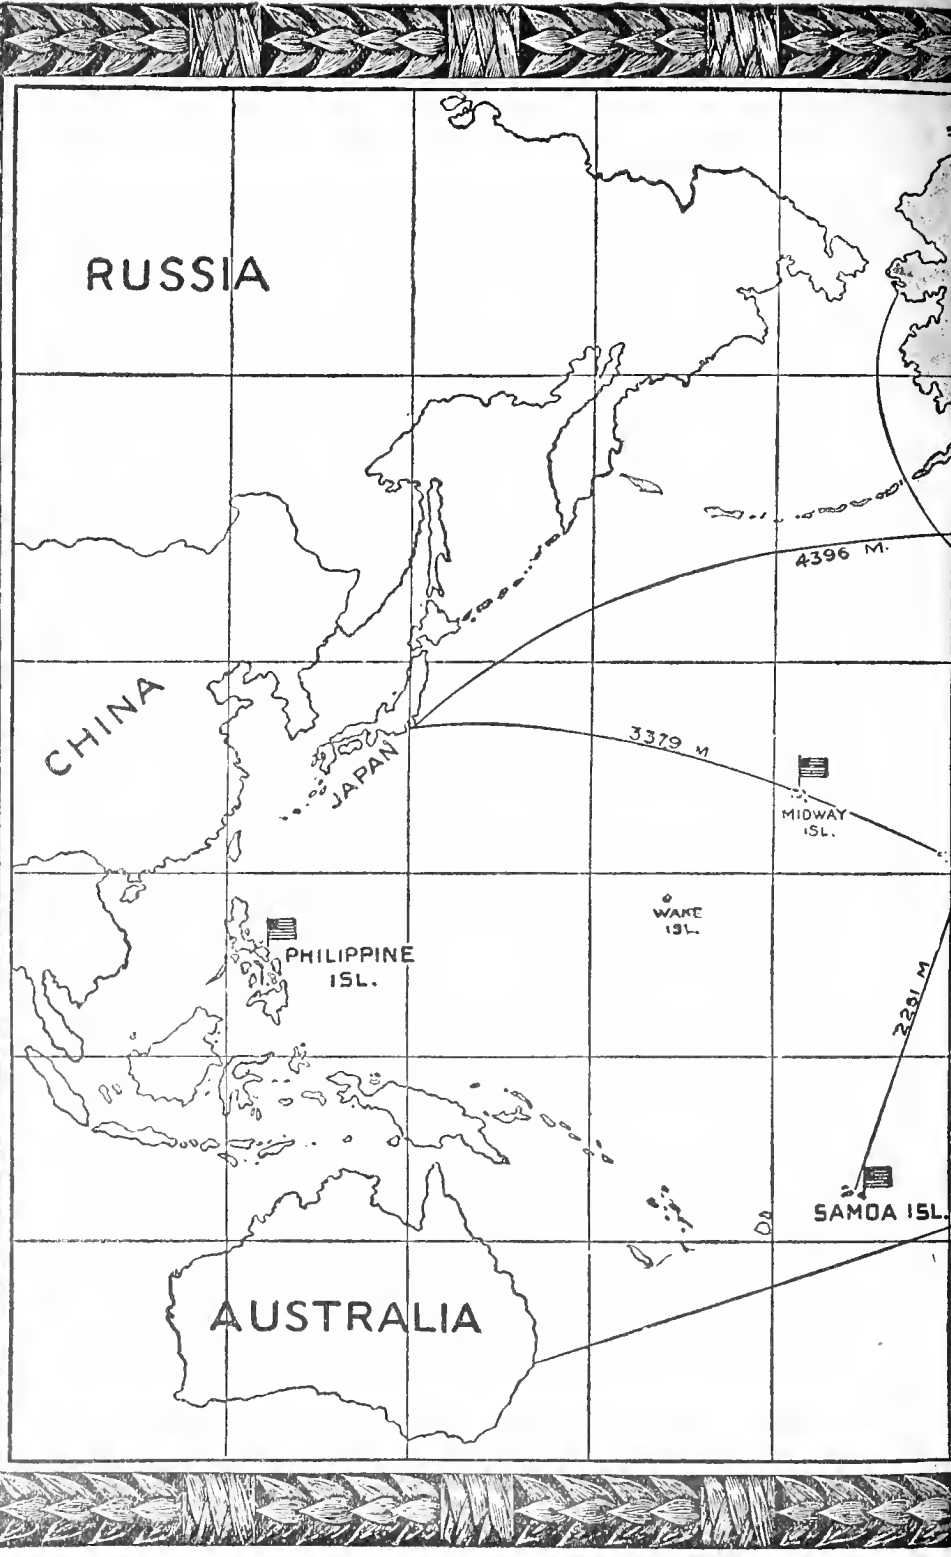 RUSSIA
4396 M.
CHINA
JAPAN
3379 M
MIDWAY
ISL.
WAKE
ISL.
PHILIPPINE
ISL.
2281 M
SAMOA ISL.
AUSTRALIA